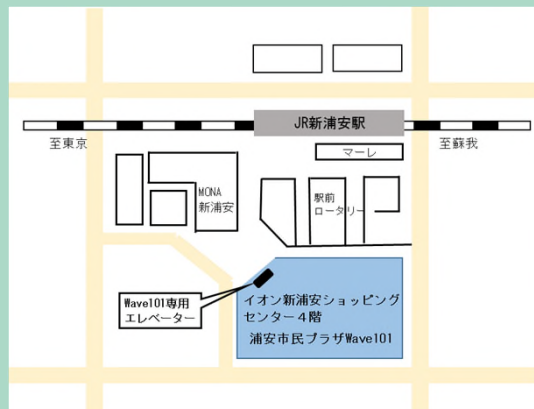 JR新浦安駅
至東京
マーレ
至蘇我
MONA
新浦安
駅前
ロータリー
Wave101専用
エレベーター
イオン新浦安ショッピング
センター4階
浦安市民プラザWave101